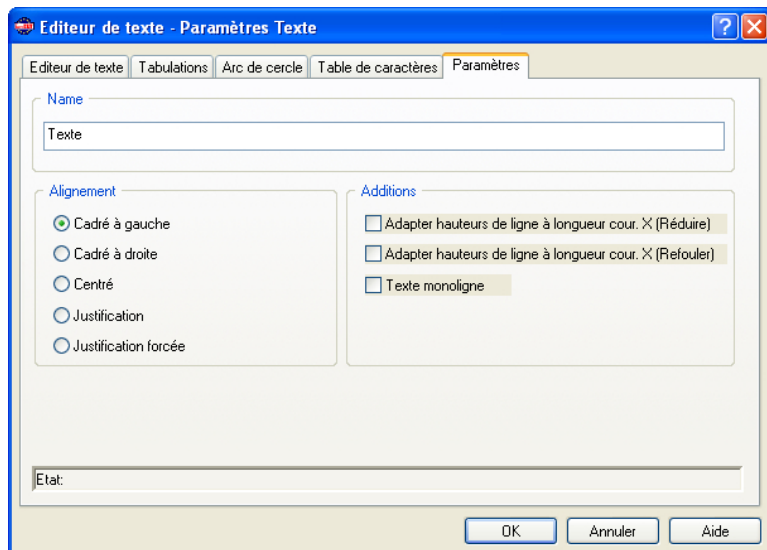 Editeur de texte - Paramètres Texte
Editeur de texte Tabulations Arc de cercle Table de caractères Paramètres
Name
Texte
Alignement
Cadré à gauche
Cadré à droite
Centré
Justification
Justification forcée
Additions
Adapter hauteurs de ligne à longueur cour. X (Réduire)
Adapter hauteurs de ligne à longueur cour. X (Refouler)
Texte monoligne
Etat:
OK Annuler Aide